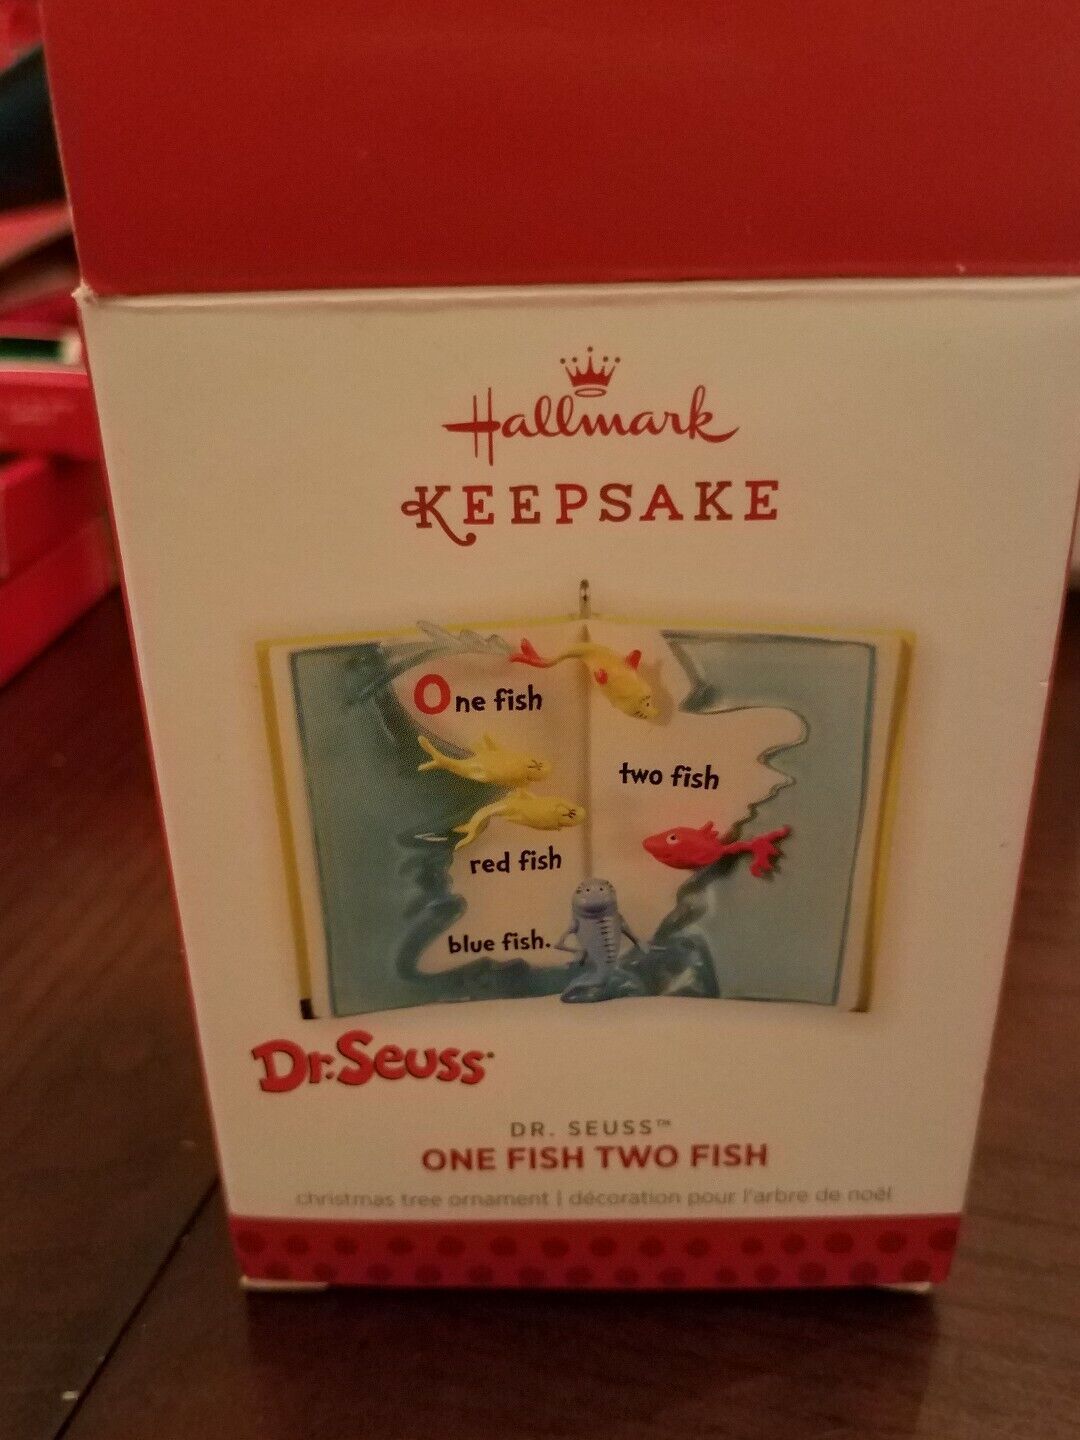 Hallmark
KEEPSAKE
One fish
two fish
red fish
blue fish.
Dr. Seuss
DR. SEUSS™
ONE FISH TWO FISH
christmas tree ornament | décoration pour l'arbre de noël